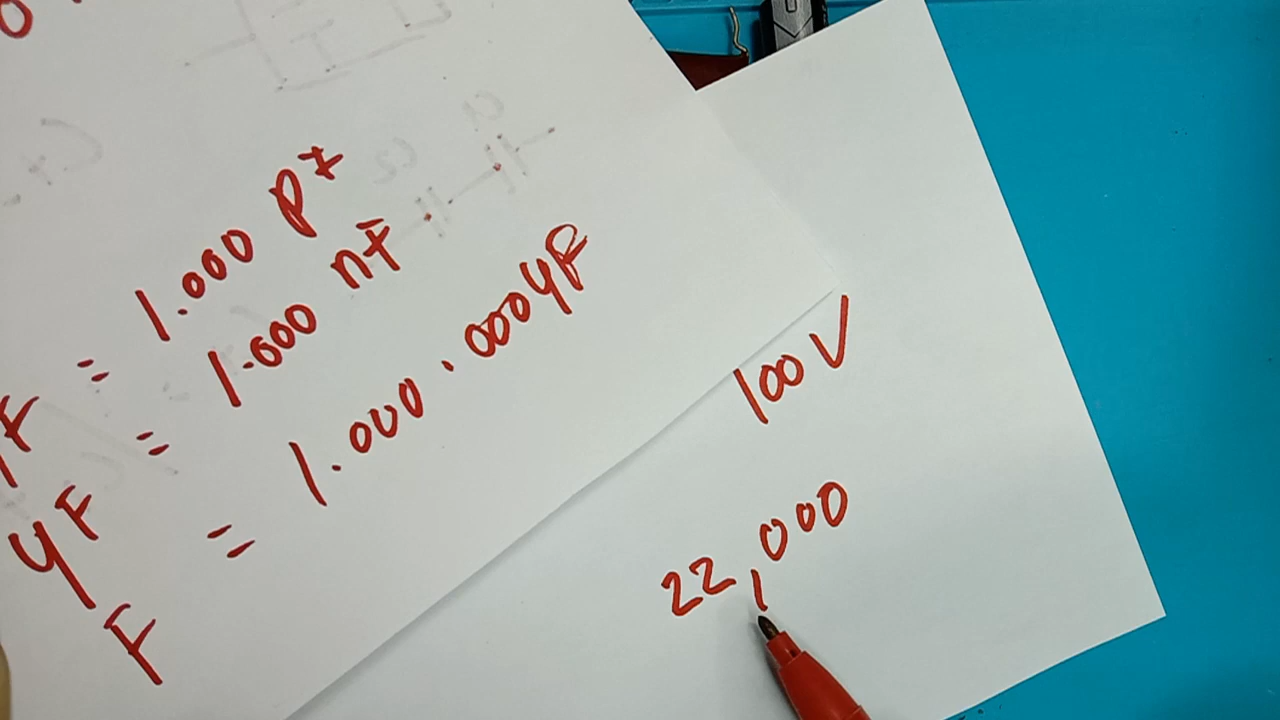 F = 1.000 PF
μF = 1.000 nF
F = 1.000.000μF
100V
22,000